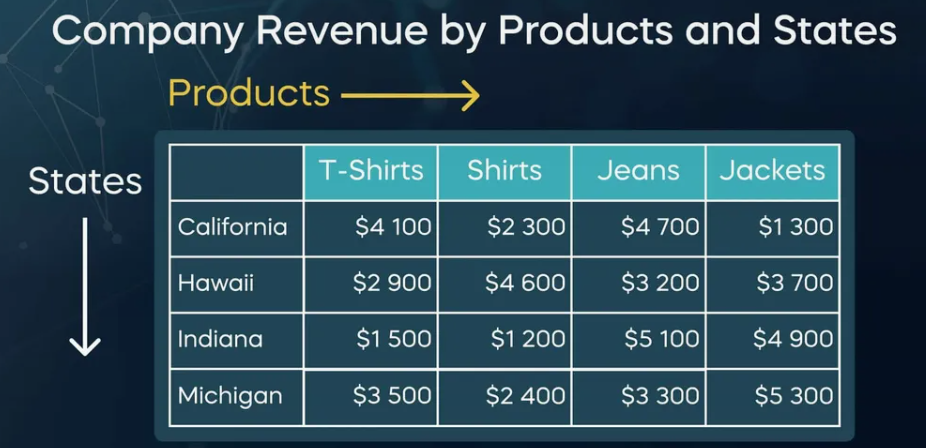 Company Revenue by Products and States
Products
States
T-Shirts Shirts Jeans Jackets
California $4 100 $2 300 $4 700 $1 300
Hawaii $2 900 $4 600 $3 200 $3 700
Indiana $1 500 $1 200 $5 100 $4 900
Michigan $3 500 $2 400 $3 300 $5 300